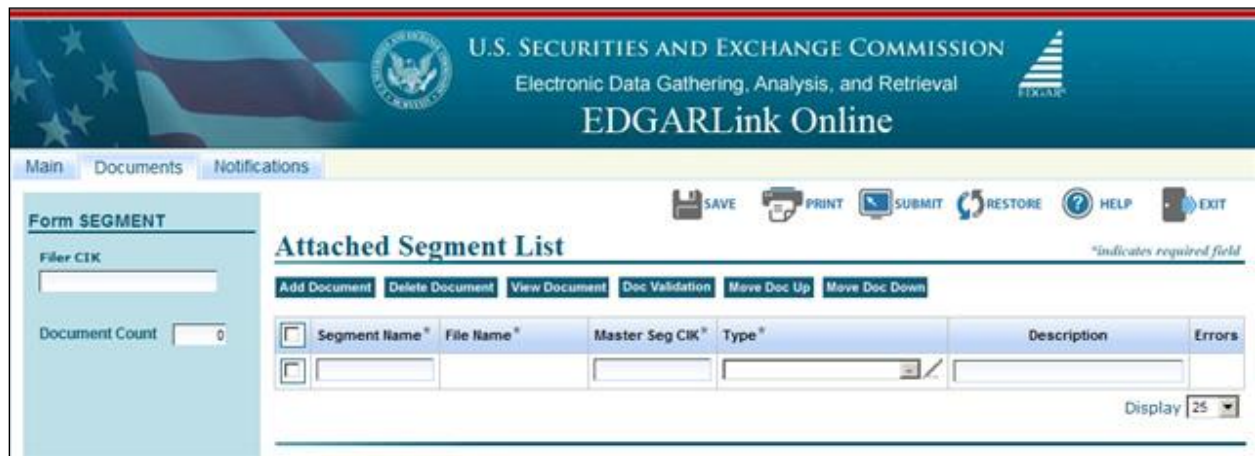 U.S. SECURITIES AND EXCHANGE COMMISSION
Electronic Data Gathering, Analysis, and Retrieval
EDGAR®
EDGARLink Online
Main Documents Notifications
SAVE PRINT SUBMIT RESTORE HELP EXIT
Form SEGMENT
Attached Segment List
*indicates required field
Filer CIK
Add Document Delete Document View Document Doc Validation Move Doc Up Move Doc Down
Document Count 0
Segment Name* File Name* Master Seg CIK* Type* Description Errors
Display 25